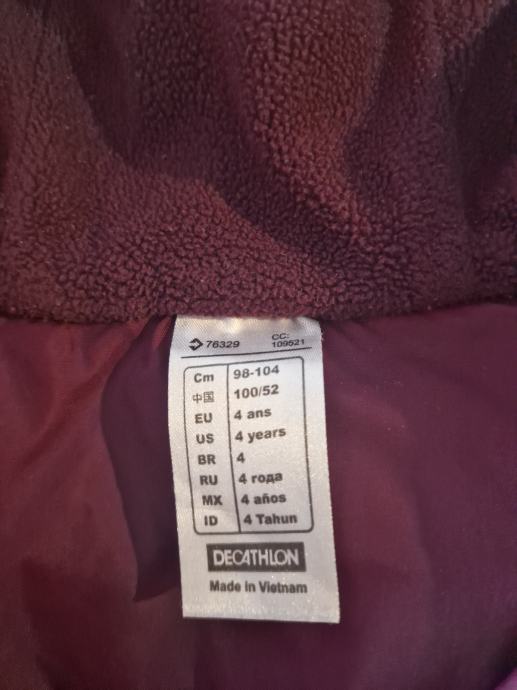 76329 CC: 109521
Cm 98-104
中国 100/52
EU 4 ans
US 4 years
BR 4
RU 4 года
MX 4 años
ID 4 Tahun
DECATHLON
Made in Vietnam